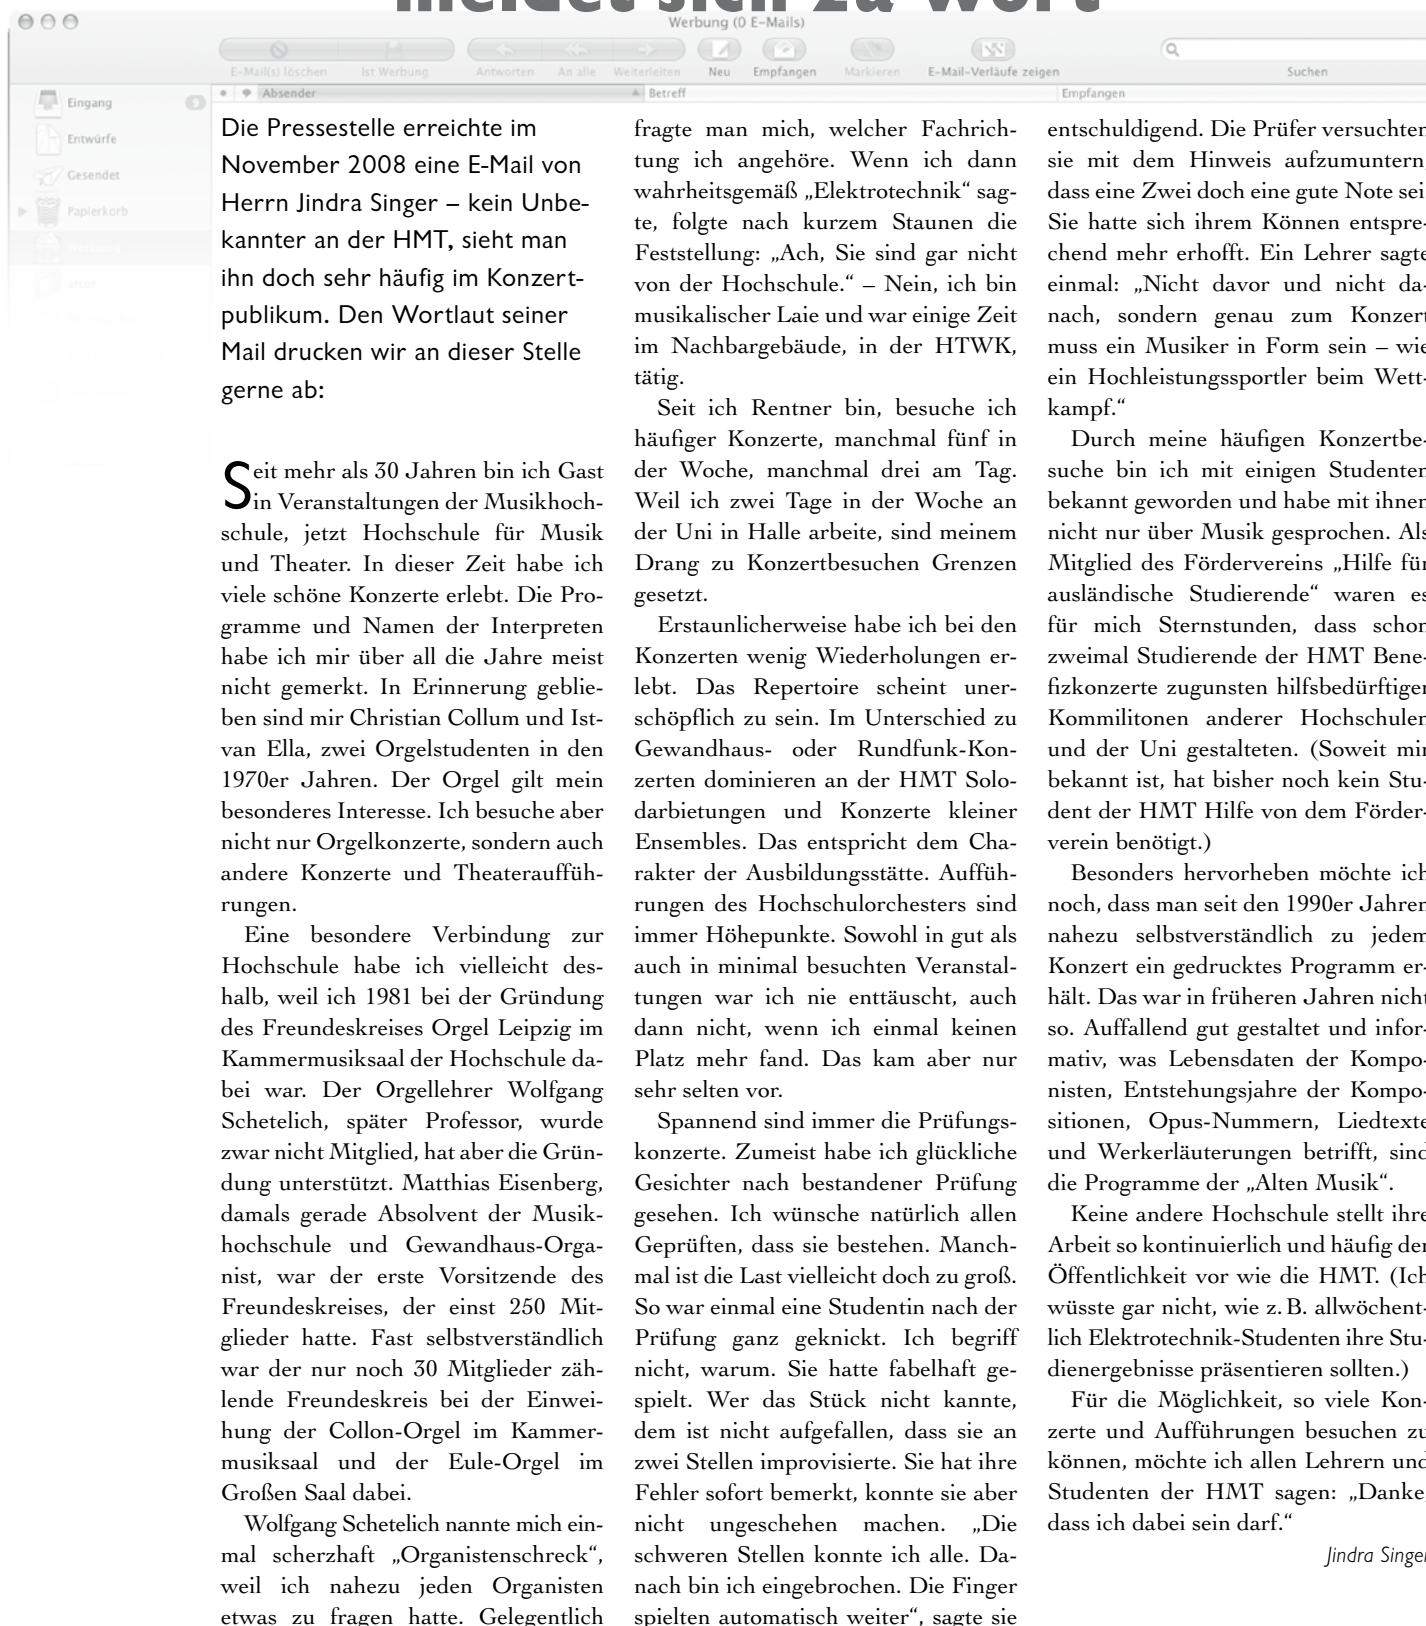 meldet sich zu Wort
Werbung (0 E-Mails)
E-Mail(s) löschen Ist Werbung Antworten An alle Weiterleiten Neu Empfangen Markieren E-Mail-Verläufe zeigen Suchen
Absender Betreff Empfangen
Eingang 9
Entwürfe
Gesendet
Papierkorb
Werbung
Die Pressestelle erreichte im
November 2008 eine E-Mail von
Herrn Jindra Singer – kein Unbe-
kannter an der HMT, sieht man
ihn doch sehr häufig im Konzert-
publikum. Den Wortlaut seiner
Mail drucken wir an dieser Stelle
gerne ab:
Seit mehr als 30 Jahren bin ich Gast
in Veranstaltungen der Musikhoch-
schule, jetzt Hochschule für Musik
und Theater. In dieser Zeit habe ich
viele schöne Konzerte erlebt. Die Pro-
gramme und Namen der Interpreten
habe ich mir über all die Jahre meist
nicht gemerkt. In Erinnerung geblie-
ben sind mir Christian Collum und Ist-
van Ella, zwei Orgelstudenten in den
1970er Jahren. Der Orgel gilt mein
besonderes Interesse. Ich besuche aber
nicht nur Orgelkonzerte, sondern auch
andere Konzerte und Theaterauffüh-
rungen.
Eine besondere Verbindung zur
Hochschule habe ich vielleicht des-
halb, weil ich 1981 bei der Gründung
des Freundeskreises Orgel Leipzig im
Kammermusiksaal der Hochschule da-
bei war. Der Orgellehrer Wolfgang
Schetelich, später Professor, wurde
zwar nicht Mitglied, hat aber die Grün-
dung unterstützt. Matthias Eisenberg,
damals gerade Absolvent der Musik-
hochschule und Gewandhaus-Orga-
nist, war der erste Vorsitzende des
Freundeskreises, der einst 250 Mit-
glieder hatte. Fast selbstverständlich
war der nur noch 30 Mitglieder zäh-
lende Freundeskreis bei der Einwei-
hung der Collon-Orgel im Kammer-
musiksaal und der Eule-Orgel im
Großen Saal dabei.
Wolfgang Schetelich nannte mich ein-
mal scherzhaft „Organistenschreck“,
weil ich nahezu jeden Organisten
etwas zu fragen hatte. Gelegentlich
fragte man mich, welcher Fachrich-
tung ich angehöre. Wenn ich dann
wahrheitsgemäß „Elektrotechnik“ sag-
te, folgte nach kurzem Staunen die
Feststellung: „Ach, Sie sind gar nicht
von der Hochschule.“ – Nein, ich bin
musikalischer Laie und war einige Zeit
im Nachbargebäude, in der HTWK,
tätig.
Seit ich Rentner bin, besuche ich
häufiger Konzerte, manchmal fünf in
der Woche, manchmal drei am Tag.
Weil ich zwei Tage in der Woche an
der Uni in Halle arbeite, sind meinem
Drang zu Konzertbesuchen Grenzen
gesetzt.
Erstaunlicherweise habe ich bei den
Konzerten wenig Wiederholungen er-
lebt. Das Repertoire scheint uner-
schöpflich zu sein. Im Unterschied zu
Gewandhaus- oder Rundfunk-Kon-
zerten dominieren an der HMT Solo-
darbietungen und Konzerte kleiner
Ensembles. Das entspricht dem Cha-
rakter der Ausbildungsstätte. Auffüh-
rungen des Hochschulorchesters sind
immer Höhepunkte. Sowohl in gut als
auch in minimal besuchten Veranstal-
tungen war ich nie enttäuscht, auch
dann nicht, wenn ich einmal keinen
Platz mehr fand. Das kam aber nur
sehr selten vor.
Spannend sind immer die Prüfungs-
konzerte. Zumeist habe ich glückliche
Gesichter nach bestandener Prüfung
gesehen. Ich wünsche natürlich allen
Geprüften, dass sie bestehen. Manch-
mal ist die Last vielleicht doch zu groß.
So war einmal eine Studentin nach der
Prüfung ganz geknickt. Ich begriff
nicht, warum. Sie hatte fabelhaft ge-
spielt. Wer das Stück nicht kannte,
dem ist nicht aufgefallen, dass sie an
zwei Stellen improvisierte. Sie hat ihre
Fehler sofort bemerkt, konnte sie aber
nicht ungeschehen machen. „Die
schweren Stellen konnte ich alle. Da-
nach bin ich eingebrochen. Die Finger
spielten automatisch weiter“, sagte sie
entschuldigend. Die Prüfer versuchten
sie mit dem Hinweis aufzumuntern,
dass eine Zwei doch eine gute Note sei.
Sie hatte sich ihrem Können entspre-
chend mehr erhofft. Ein Lehrer sagte
einmal: „Nicht davor und nicht da-
nach, sondern genau zum Konzert
muss ein Musiker in Form sein – wie
ein Hochleistungssportler beim Wett-
kampf.“
Durch meine häufigen Konzertbe-
suche bin ich mit einigen Studenten
bekannt geworden und habe mit ihnen
nicht nur über Musik gesprochen. Als
Mitglied des Fördervereins „Hilfe für
ausländische Studierende“ waren es
für mich Sternstunden, dass schon
zweimal Studierende der HMT Bene-
fizkonzerte zugunsten hilfsbedürftiger
Kommilitonen anderer Hochschulen
und der Uni gestalteten. (Soweit mir
bekannt ist, hat bisher noch kein Stu-
dent der HMT Hilfe von dem Förder-
verein benötigt.)
Besonders hervorheben möchte ich
noch, dass man seit den 1990er Jahren
nahezu selbstverständlich zu jedem
Konzert ein gedrucktes Programm er-
hält. Das war in früheren Jahren nicht
so. Auffallend gut gestaltet und infor-
mativ, was Lebensdaten der Kompo-
nisten, Entstehungsjahre der Kompo-
sitionen, Opus-Nummern, Liedtexte
und Werkerläuterungen betrifft, sind
die Programme der „Alten Musik“.
Keine andere Hochschule stellt ihre
Arbeit so kontinuierlich und häufig der
Öffentlichkeit vor wie die HMT. (Ich
wüsste gar nicht, wie z. B. allwöchent-
lich Elektrotechnik-Studenten ihre Stu-
dienergebnisse präsentieren sollten.)
Für die Möglichkeit, so viele Kon-
zerte und Aufführungen besuchen zu
können, möchte ich allen Lehrern und
Studenten der HMT sagen: „Danke,
dass ich dabei sein darf.“
Jindra Singer